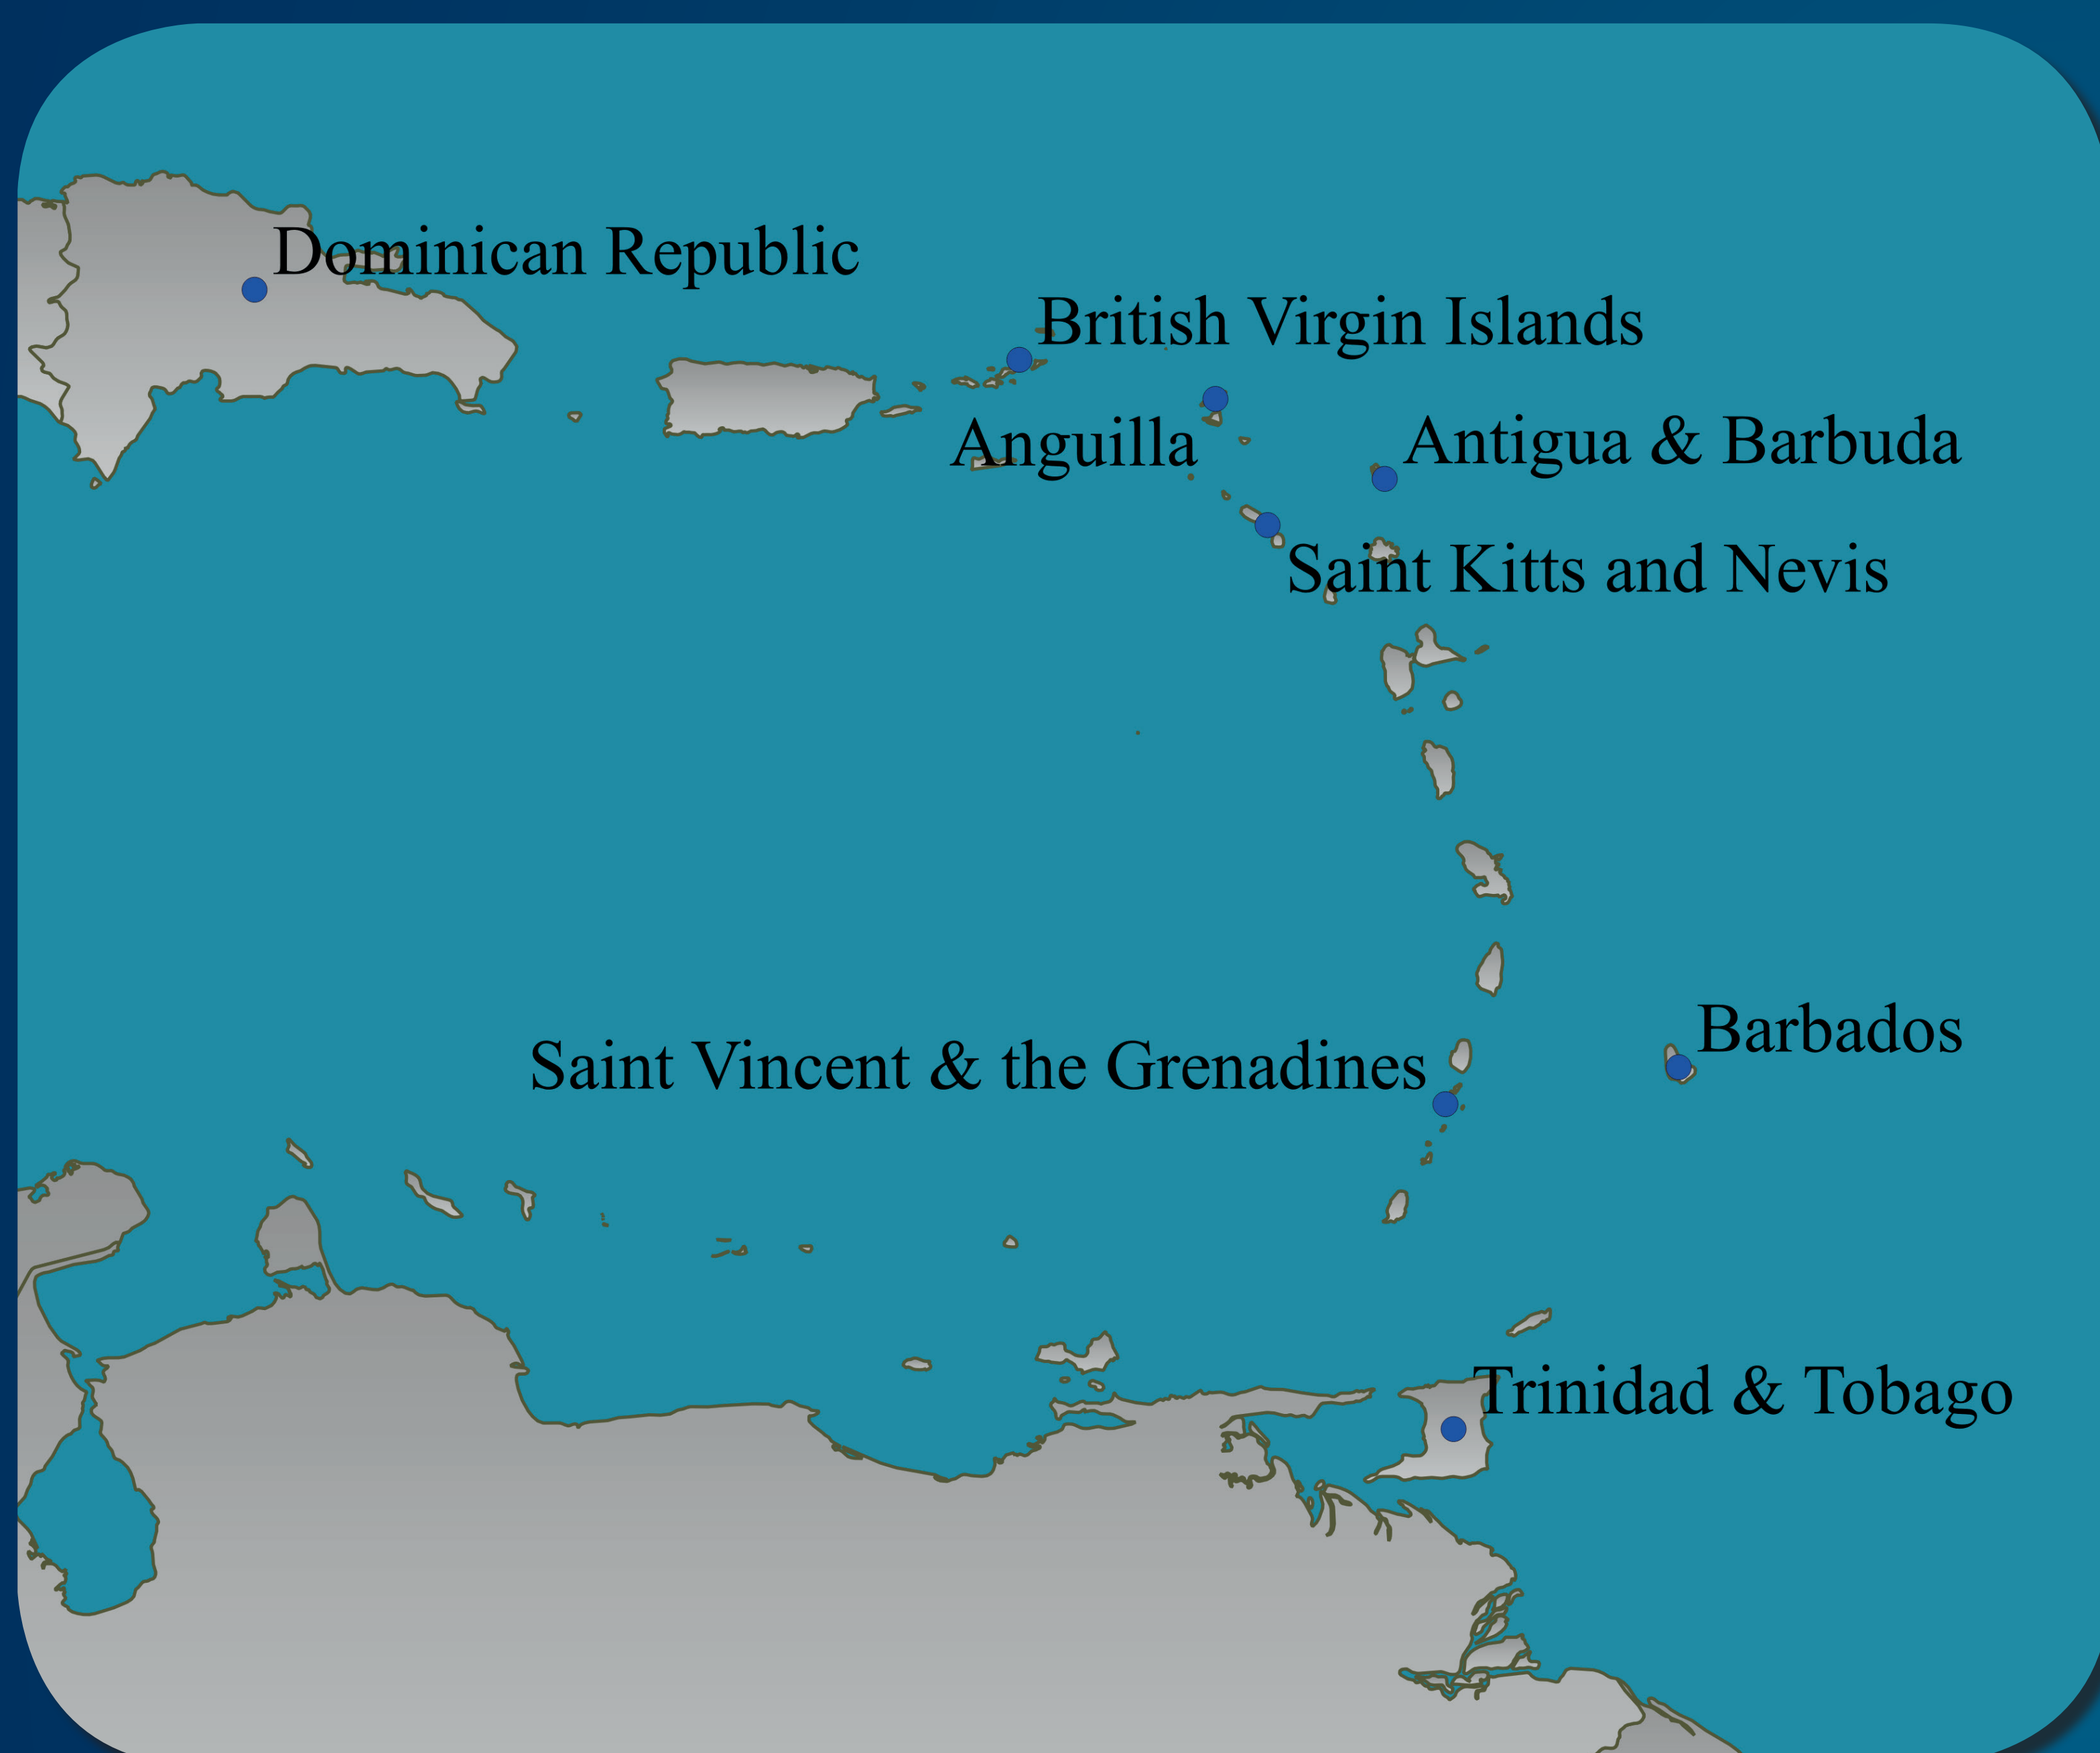 Dominican Republic
British Virgin Islands
Anguilla
Antigua & Barbuda
Saint Kitts and Nevis
Barbados
Saint Vincent & the Grenadines
Trinidad & Tobago